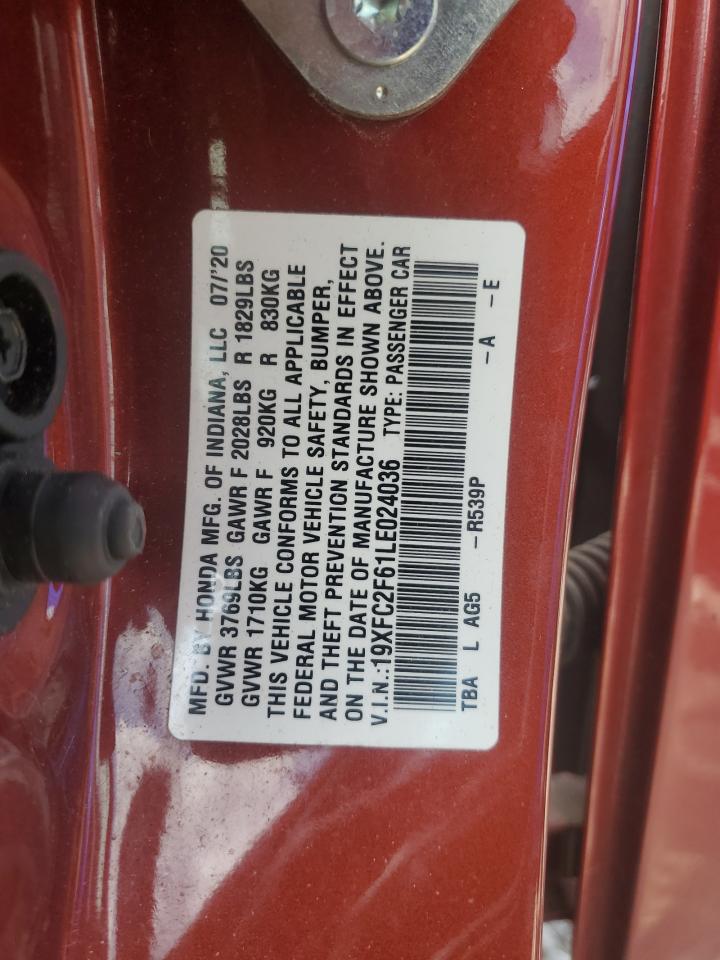 MFD. BY HONDA MFG. OF INDIANA, LLC 07/'20
GVWR 3769LBS GAWR F 2028LBS R 1829LBS
GVWR 1710KG GAWR F 920KG R 830KG
THIS VEHICLE CONFORMS TO ALL APPLICABLE
FEDERAL MOTOR VEHICLE SAFETY, BUMPER,
AND THEFT PREVENTION STANDARDS IN EFFECT
ON THE DATE OF MANUFACTURE SHOWN ABOVE.
V.I.N.:19XFC2F61LE024036 TYPE: PASSENGER CAR
TBA L AG5 -R539P -A -E